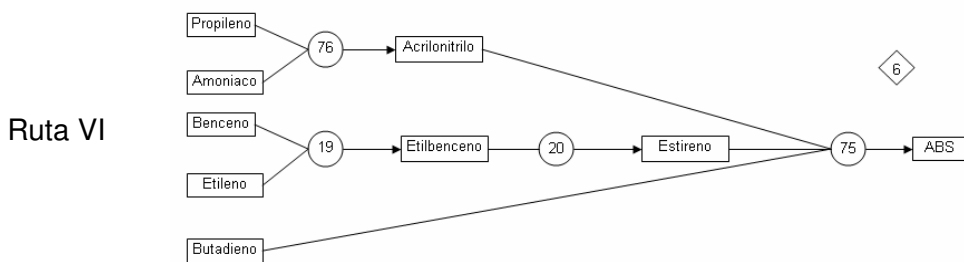 Ruta VI
Propileno
Amoniaco
76
Acrilonitrilo
6
Benceno
Etileno
19
Etilbenceno
20
Estireno
75
ABS
Butadieno